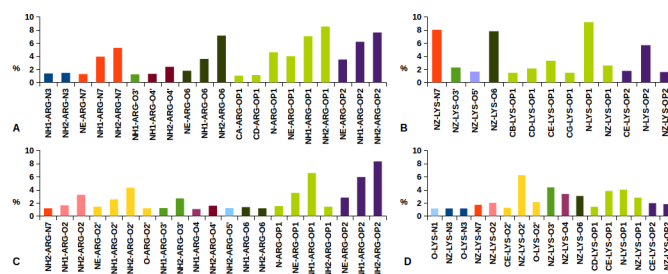 10
8
6
4
2
0
%
NH1-ARG-N3
NH2-ARG-N3
NE-ARG-N7
NH1-ARG-N7
NH2-ARG-N7
NH1-ARG-O3'
NH1-ARG-O4'
NH2-ARG-O4'
NE-ARG-O6
NH1-ARG-O6
NH2-ARG-O6
CA-ARG-OP1
CD-ARG-OP1
N-ARG-OP1
NE-ARG-OP1
NH1-ARG-OP1
NH2-ARG-OP1
NE-ARG-OP2
NH1-ARG-OP2
NH2-ARG-OP2
A
10
8
6
4
2
0
%
NZ-LYS-N7
NZ-LYS-O3'
NZ-LYS-O5'
NZ-LYS-O6
CB-LYS-OP1
CD-LYS-OP1
CE-LYS-OP1
CG-LYS-OP1
N-LYS-OP1
NZ-LYS-OP1
CE-LYS-OP2
N-LYS-OP2
NZ-LYS-OP2
B
10
8
6
4
2
0
%
NH2-ARG-N7
NH1-ARG-O2
NH2-ARG-O2
NE-ARG-O2'
NH1-ARG-O2'
NH2-ARG-O2'
O-ARG-O2'
NH1-ARG-O3'
NH2-ARG-O3'
NH1-ARG-O4
NH2-ARG-O4
NH2-ARG-O5'
NH1-ARG-O6
NH2-ARG-O6
N-ARG-OP1
NE-ARG-OP1
NH1-ARG-OP1
NH2-ARG-OP1
NE-ARG-OP2
NH1-ARG-OP2
NH2-ARG-OP2
C
10
8
6
4
2
0
%
O-LYS-N1
NZ-LYS-N3
O-LYS-N3
NZ-LYS-N7
NZ-LYS-O2
CE-LYS-O2'
NZ-LYS-O2'
O-LYS-O2'
NZ-LYS-O3'
NZ-LYS-O4
NZ-LYS-O6
O-LYS-OP1
CE-LYS-OP1
N-LYS-OP1
NZ-LYS-OP1
CE-LYS-OP2
NZ-LYS-OP2
D